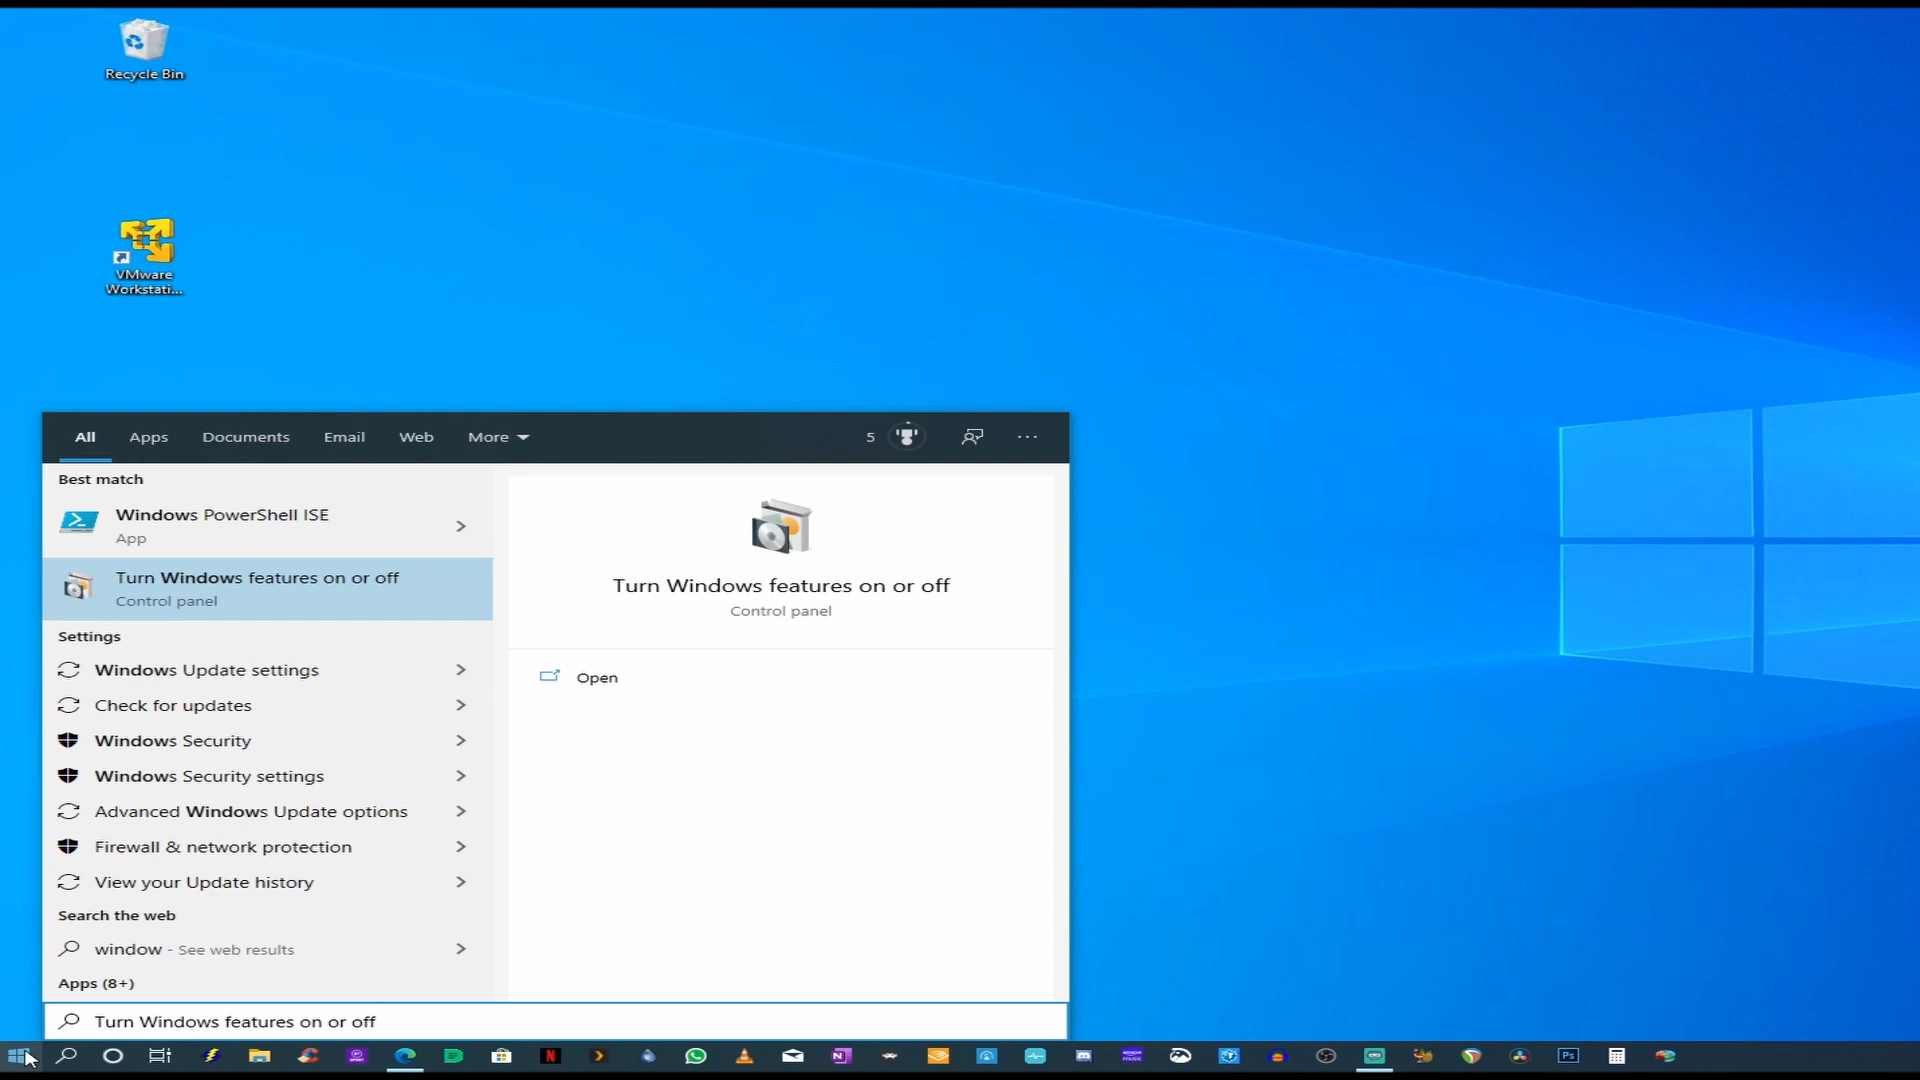 Recycle Bin
VMware
Workstati...
All Apps Documents Email Web More 5 ...
Best match
Windows PowerShell ISE
App
Turn Windows features on or off
Control panel
Settings
Windows Update settings
Check for updates
Windows Security
Windows Security settings
Advanced Windows Update options
Firewall & network protection
View your Update history
Search the web
window - See web results
Apps (8+)
Turn Windows features on or off
Control panel
Open
Turn Windows features on or off
N
N
Ps